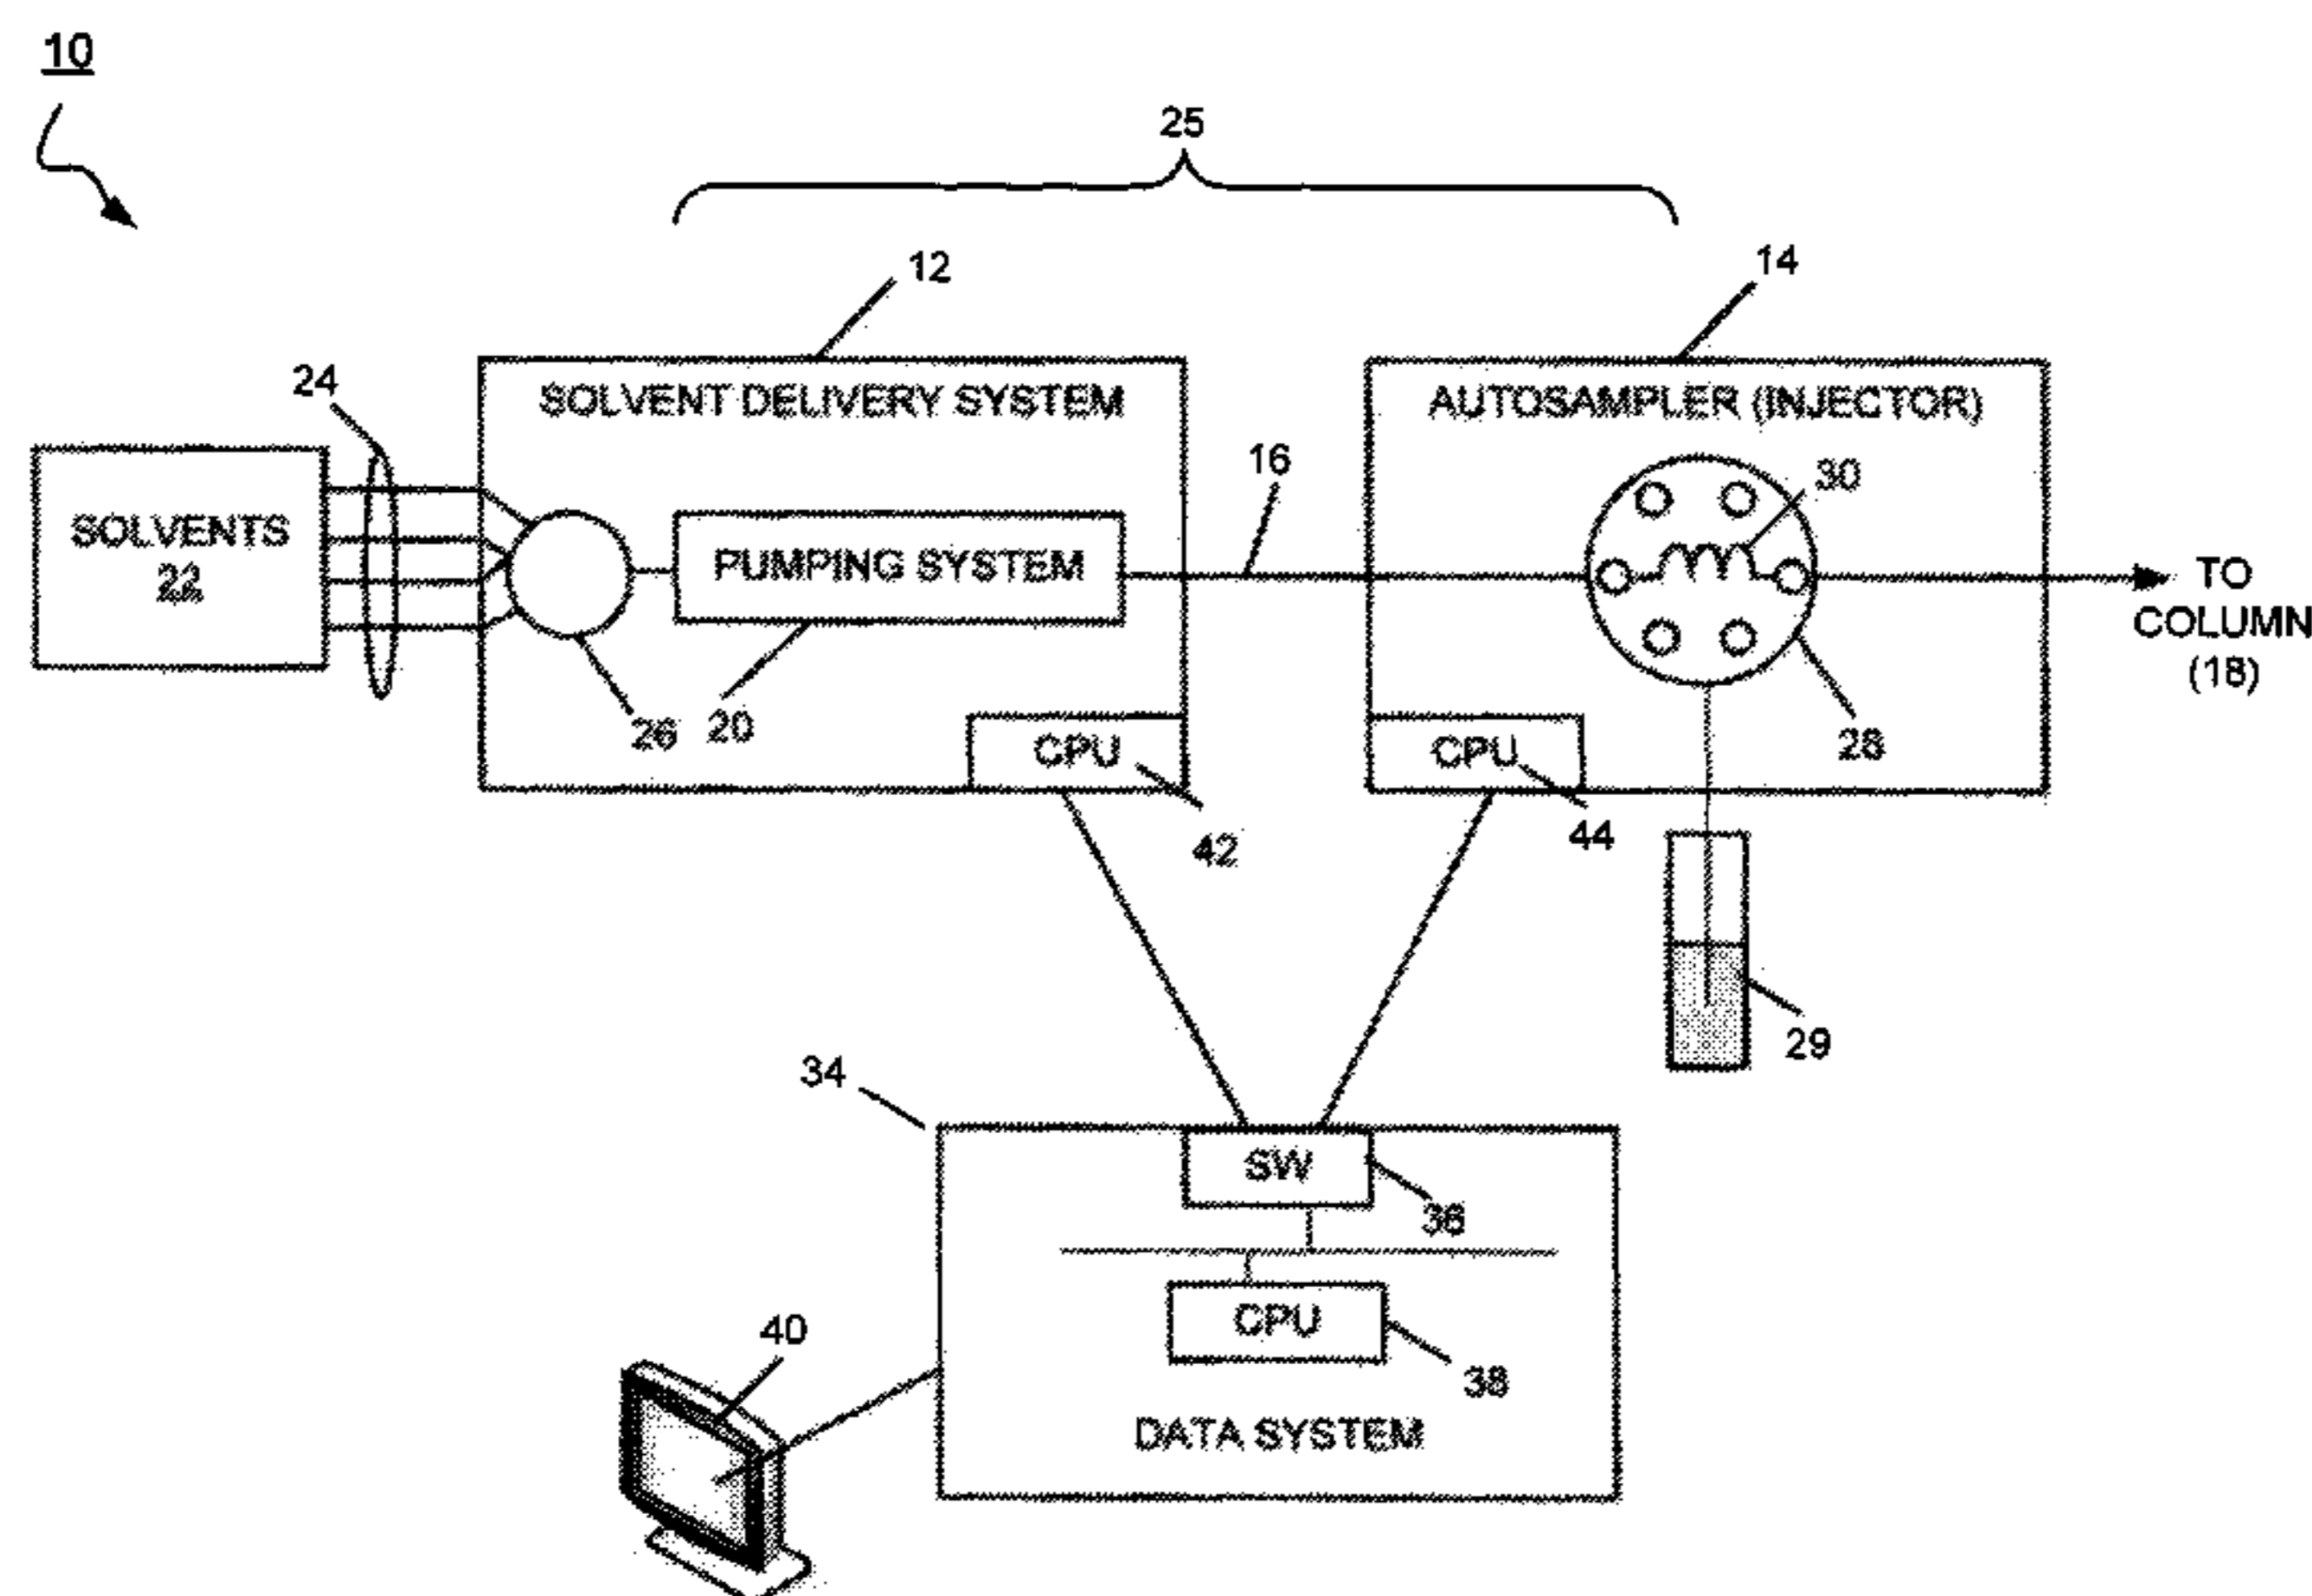 10
25
12
14
24
SOLVENT DELIVERY SYSTEM
AUTOSAMPLER (INJECTOR)
16
30
SOLVENTS
22
PUMPING SYSTEM
TO
COLUMN
(18)
26
20
28
CPU
CPU
42
44
29
34
SW
36
CPU
40
38
DATA SYSTEM